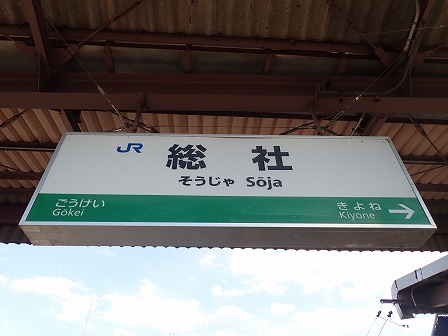 JR 総社
そうじゃ Sōja
ごうけい きよね
Gōkei Kiyone →